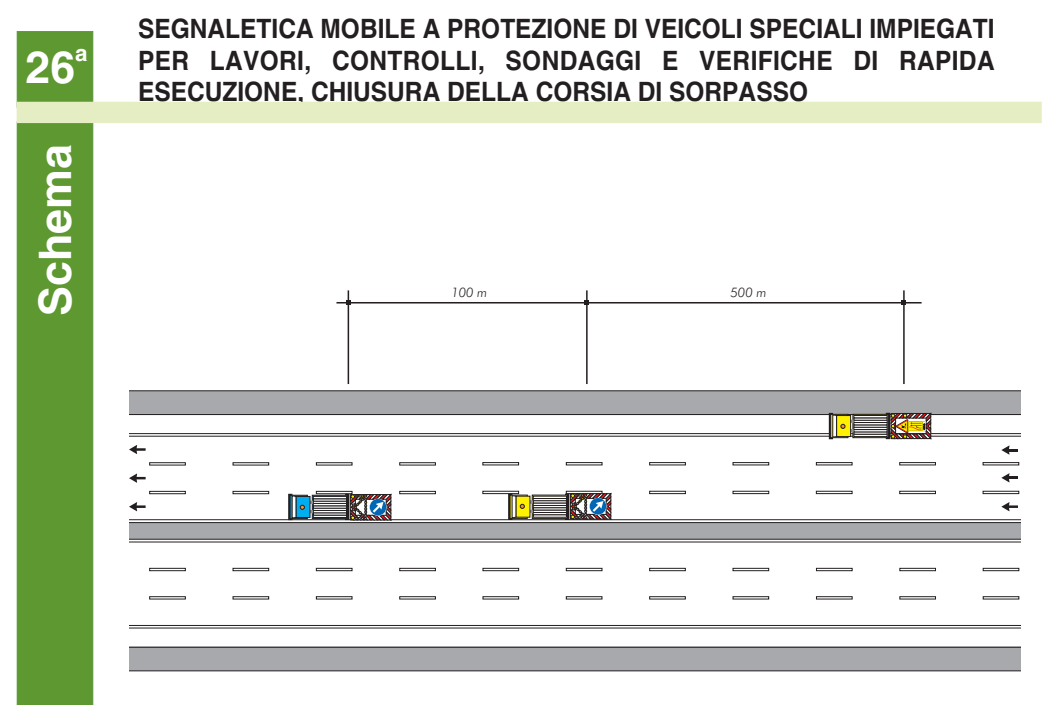 26ª
SEGNALETICA MOBILE A PROTEZIONE DI VEICOLI SPECIALI IMPIEGATI
PER LAVORI, CONTROLLI, SONDAGGI E VERIFICHE DI RAPIDA
ESECUZIONE, CHIUSURA DELLA CORSIA DI SORPASSO
Schema
100 m
500 m